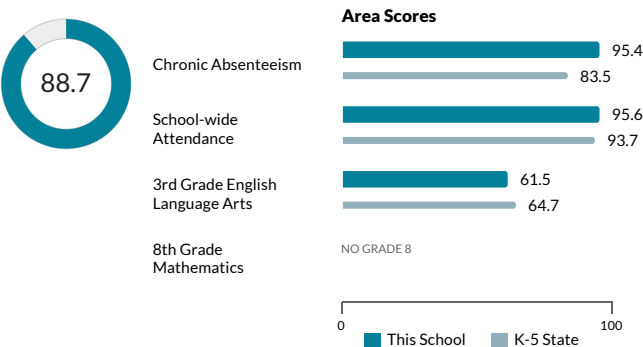 Area Scores
88.7
Chronic Absenteeism
95.4
83.5
School-wide
Attendance
95.6
93.7
3rd Grade English
Language Arts
61.5
64.7
8th Grade
Mathematics
NO GRADE 8
0
100
This School
K-5 State